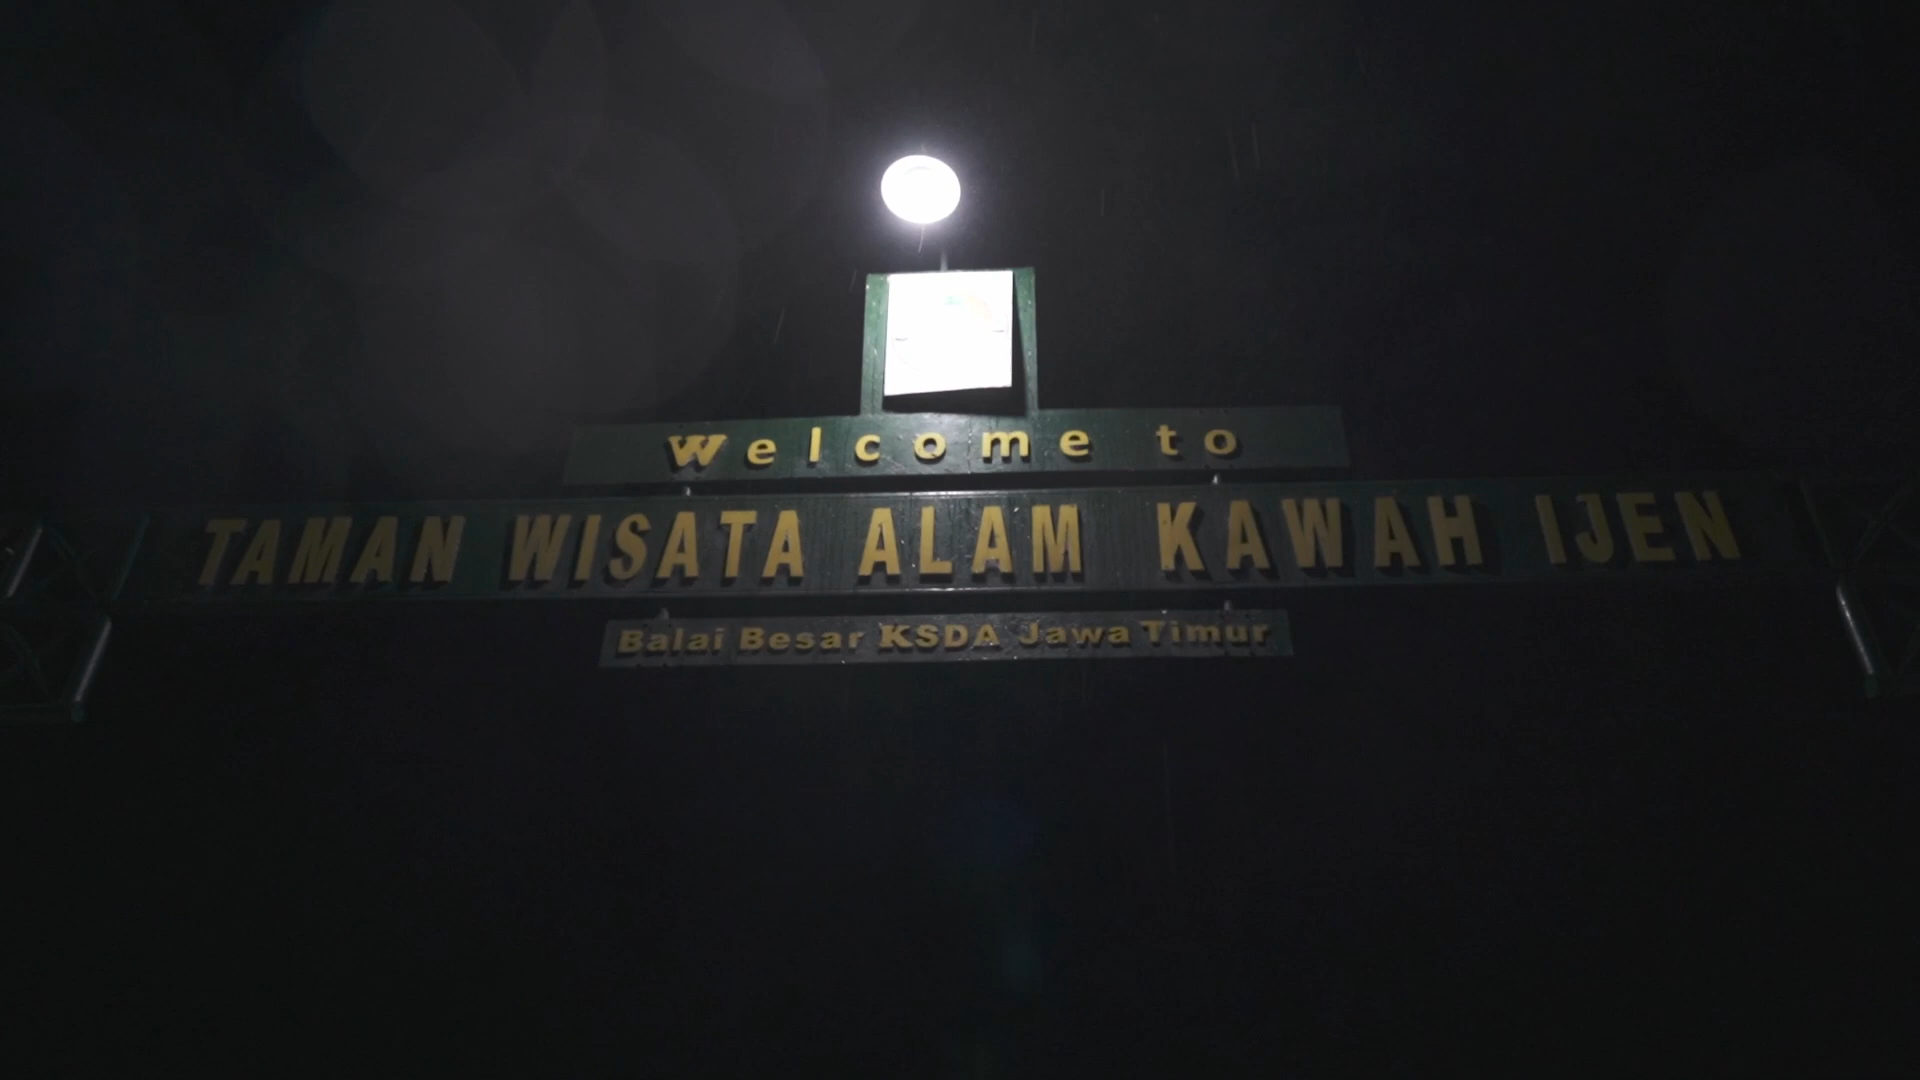 Welcome to
TAMAN WISATA ALAM KAWAH IJEN
Balai Besar KSDA Jawa Timur